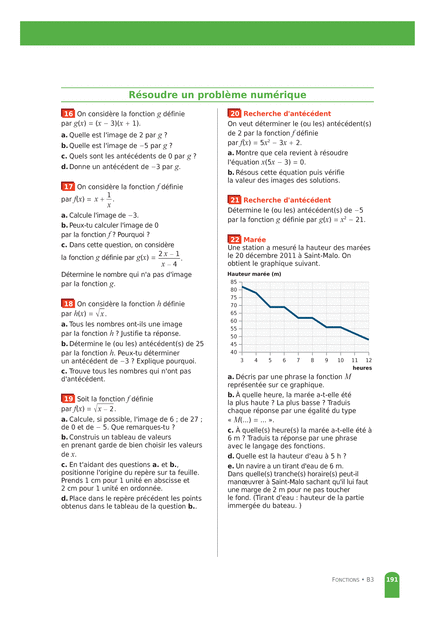 Résoudre un problème numérique
16 On considère la fonction g définie
par g(x) = (x − 3)(x + 1).
a. Quelle est l'image de 2 par g ?
b. Quelle est l'image de −5 par g ?
c. Quels sont les antécédents de 0 par g ?
d. Donne un antécédent de −3 par g.
17 On considère la fonction f définie
par f(x) = x + 1/x.
a. Calcule l'image de −3.
b. Peux-tu calculer l'image de 0
par la fonction f ? Pourquoi ?
c. Dans cette question, on considère
la fonction g définie par g(x) = (2x − 1)/(x − 4).
Détermine le nombre qui n'a pas d'image
par la fonction g.
18 On considère la fonction h définie
par h(x) = √x.
a. Tous les nombres ont-ils une image
par la fonction h ? Justifie ta réponse.
b. Détermine le (ou les) antécédent(s) de 25
par la fonction h. Peux-tu déterminer
un antécédent de −3 ? Explique pourquoi.
c. Trouve tous les nombres qui n'ont pas
d'antécédent.
19 Soit la fonction f définie
par f(x) = √x − 2.
a. Calcule, si possible, l'image de 6 ; de 27 ;
de 0 et de − 5. Que remarques-tu ?
b. Construis un tableau de valeurs
en prenant garde de bien choisir les valeurs
de x.
c. En t'aidant des questions a. et b.,
positionne l'origine du repère sur ta feuille.
Prends 1 cm pour 1 unité en abscisse et
2 cm pour 1 unité en ordonnée.
d. Place dans le repère précédent les points
obtenus dans le tableau de la question b..
20 Recherche d'antécédent
On veut déterminer le (ou les) antécédent(s)
de 2 par la fonction f définie
par f(x) = 5x² − 3x + 2.
a. Montre que cela revient à résoudre
l'équation x(5x − 3) = 0.
b. Résous cette équation puis vérifie
la valeur des images des solutions.
21 Recherche d'antécédent
Détermine le (ou les) antécédent(s) de −5
par la fonction g définie par g(x) = x² − 21.
22 Marée
Une station a mesuré la hauteur des marées
le 20 décembre 2011 à Saint-Malo. On
obtient le graphique suivant.
Hauteur marée (m)
85
80
75
70
65
60
55
50
45
40
3 4 5 6 7 8 9 10 11 12
heures
a. Décris par une phrase la fonction M
représentée sur ce graphique.
b. À quelle heure, la marée a-t-elle été
la plus haute ? La plus basse ? Traduis
chaque réponse par une égalité du type
« M(...) = ... ».
c. À quelle(s) heure(s) la marée a-t-elle été à
6 m ? Traduis ta réponse par une phrase
avec le langage des fonctions.
d. Quelle est la hauteur d'eau à 5 h ?
e. Un navire a un tirant d'eau de 6 m.
Dans quelle(s) tranche(s) horaire(s) peut-il
manœuvrer à Saint-Malo sachant qu'il lui faut
une marge de 2 m pour ne pas toucher
le fond. (Tirant d'eau : hauteur de la partie
immergée du bateau. )
FONCTIONS • B3 191